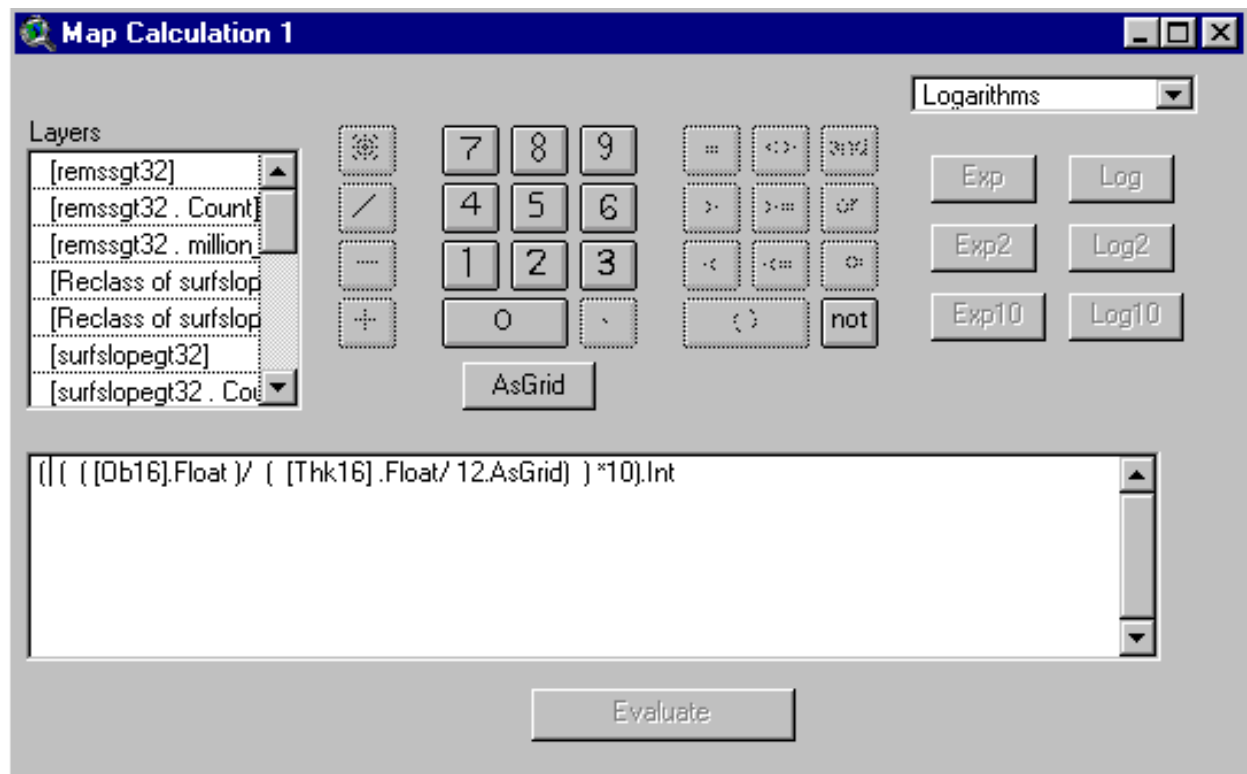 Map Calculation 1
Logarithms
Layers
[remssgt32]
[remssgt32 . Count]
[remssgt32 . million_
[Reclass of surfslop
[Reclass of surfslop
[surfslopegt32]
[surfslopegt32 . Cou
* 7 8 9 = <> and Exp Log
/ 4 5 6 > >= or Exp2 Log2
- 1 2 3 < <= Exp10 Log10
+ 0 . ( ) not
AsGrid
( ( ( [Ob16].Float )/ ( [Thk16] .Float/ 12.AsGrid) ) *10).Int
Evaluate